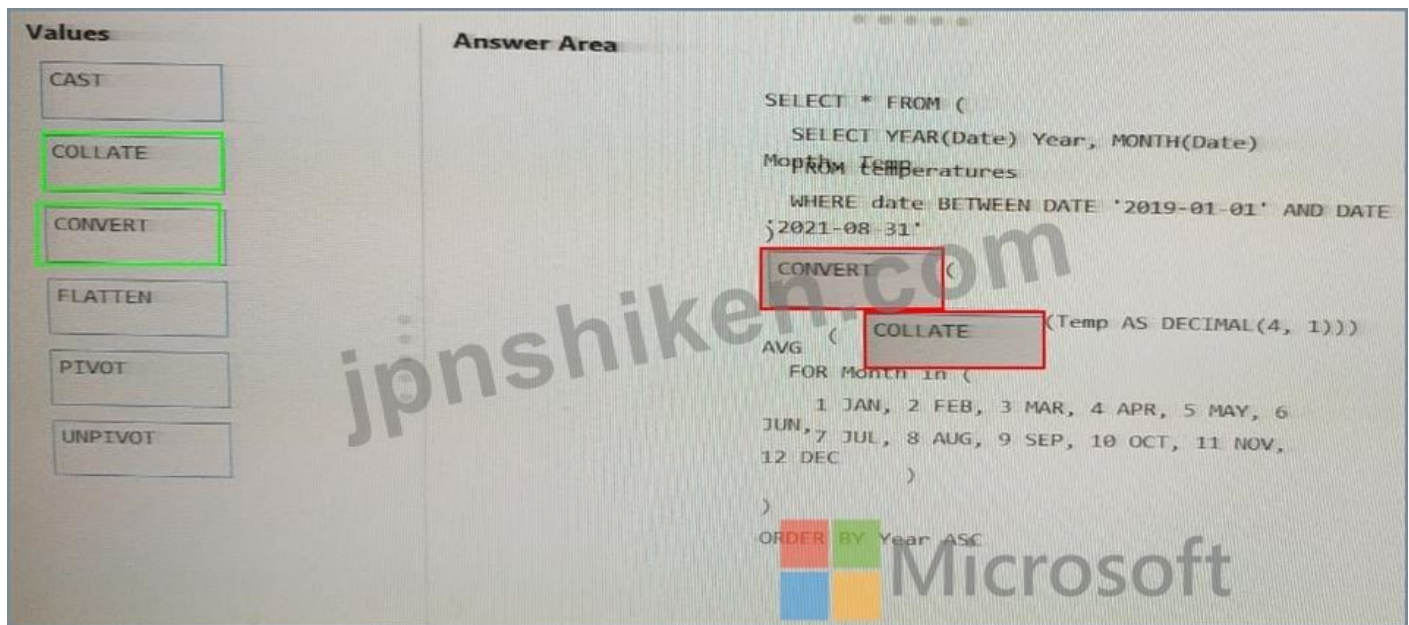 Values
Answer Area
CAST
COLLATE
CONVERT
FLATTEN
PIVOT
UNPIVOT
SELECT * FROM (
SELECT YEAR(Date) Year, MONTH(Date)
Month, Temp
FROM temperatures
WHERE date BETWEEN DATE '2019-01-01' AND DATE
'2021-08-31'
)
CONVERT (
AVG ( COLLATE (Temp AS DECIMAL(4, 1)))
FOR Month in (
1 JAN, 2 FEB, 3 MAR, 4 APR, 5 MAY, 6
JUN,
7 JUL, 8 AUG, 9 SEP, 10 OCT, 11 NOV,
12 DEC
)
)
ORDER BY Year ASC
jpnshiken.com
Microsoft